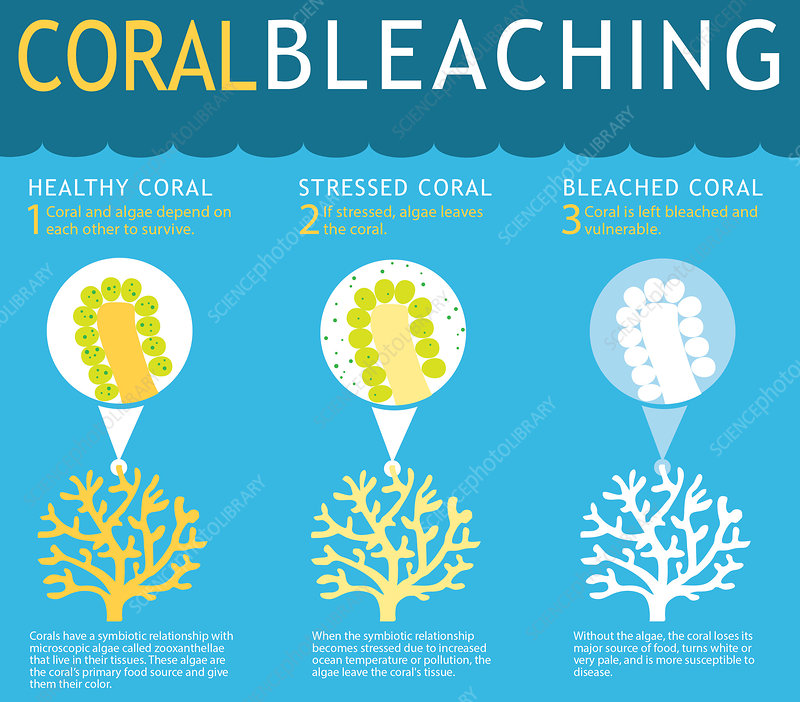 CORALBLEACHING
HEALTHY CORAL
1 Coral and algae depend on
each other to survive.
STRESSED CORAL
2 If stressed, algae leaves
the coral.
BLEACHED CORAL
3 Coral is left bleached and
vulnerable.
Corals have a symbiotic relationship with
microscopic algae called zooxanthellae
that live in their tissues. These algae are
the coral's primary food source and give
them their color.
When the symbiotic relationship
becomes stressed due to increased
ocean temperature or pollution, the
algae leave the coral's tissue.
Without the algae, the coral loses its
major source of food, turns white or
very pale, and is more susceptible to
disease.
SCIENCEphotoLIBRARY